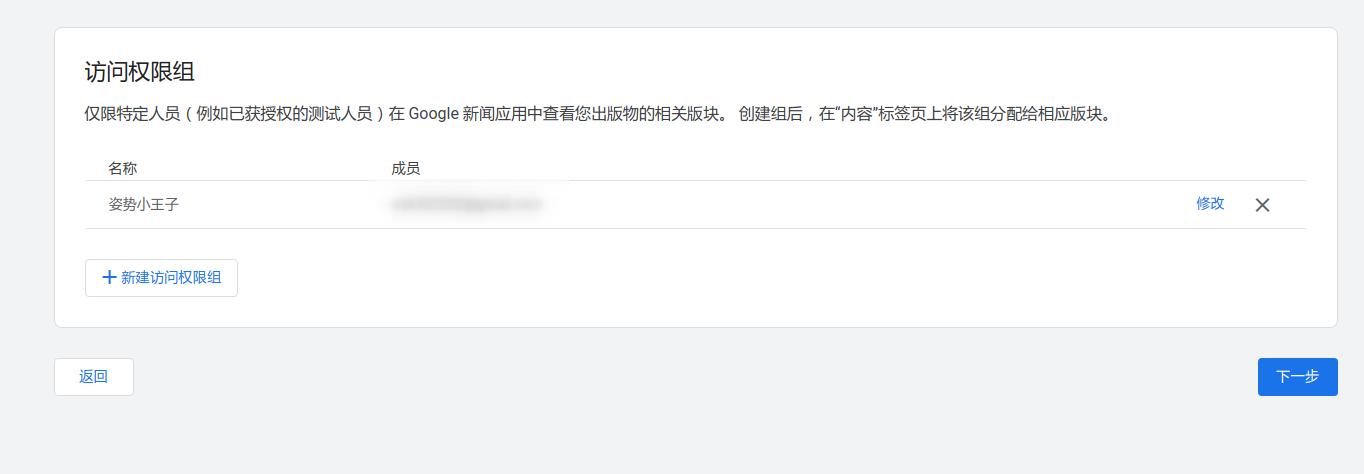 访问权限组
仅限特定人员（例如已获授权的测试人员）在 Google 新闻应用中查看您出版物的相关版块。 创建组后，在“内容”标签页上将该组分配给相应版块。
名称 成员
姿势小王子 修改
新建访问权限组
返回 下一步